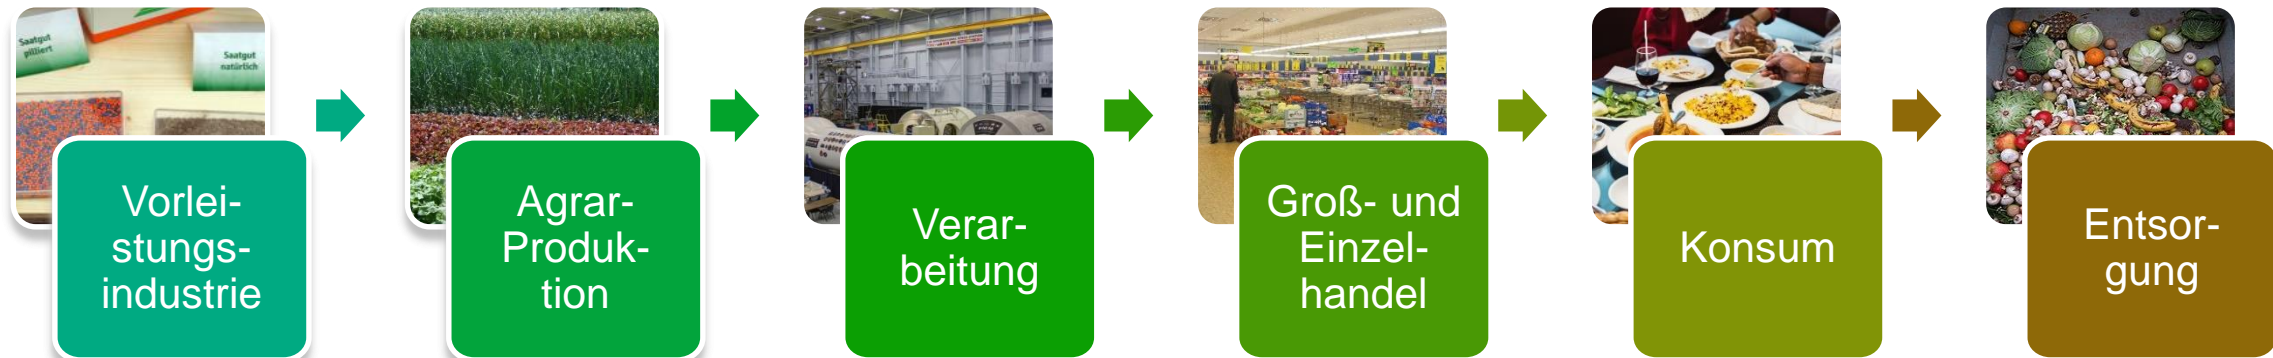 Saatgut
pilliert
Saatgut
natürlich
Vorlei-
stungs-
industrie
Agrar-
Produk-
tion
Verar-
beitung
Groß- und
Einzel-
handel
Konsum
Entsor-
gung